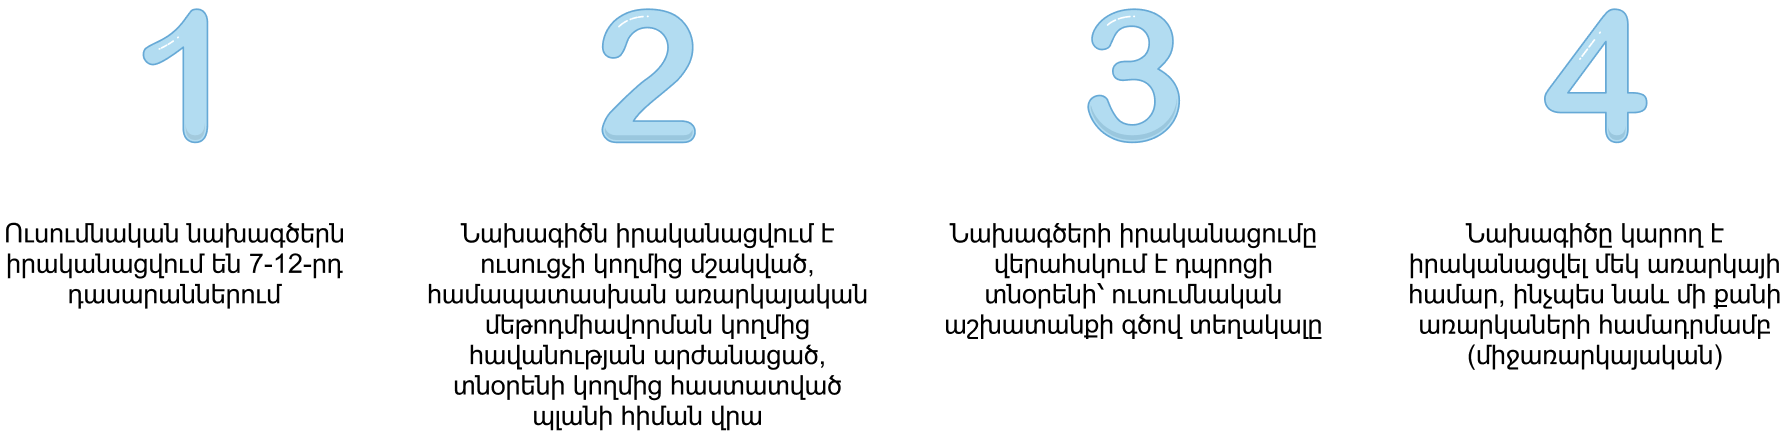 1
Ուսումնական նախագծերն
իրականացվում են 7-12-րդ
դասարաններում
2
Նախագիծն իրականացվում է
ուսուցչի կողմից մշակված,
համապատասխան առարկայական
մեթոդմիավորման կողմից
հավանության արժանացած,
տնօրենի կողմից հաստատված
պլանի հիման վրա
3
Նախագծերի իրականացումը
վերահսկում է դպրոցի
տնօրենի՝ ուսումնական
աշխատանքի գծով տեղակալը
4
Նախագիծը կարող է
իրականացվել մեկ առարկայի
համար, ինչպես նաև մի քանի
առարկաների համադրմամբ
(միջառարկայական)